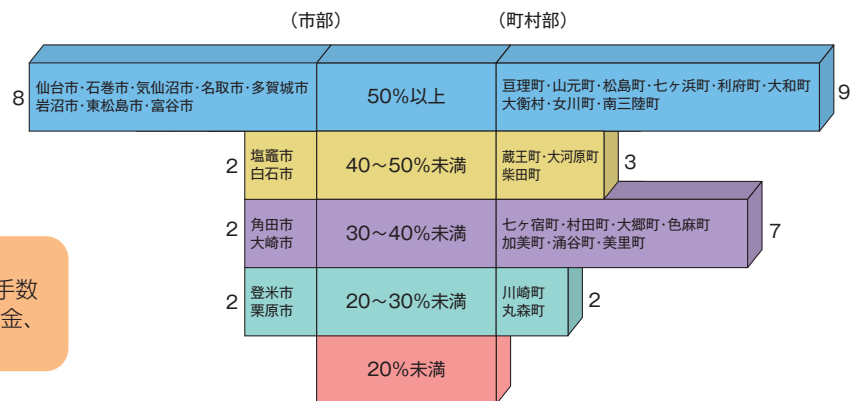 （市部）
（町村部）
8
仙台市・石巻市・気仙沼市・名取市・多賀城市
岩沼市・東松島市・富谷市
50％以上
亘理町・山元町・松島町・七ヶ浜町・利府町・大和町
大衡村・女川町・南三陸町
9
2
塩竈市
白石市
40～50％未満
蔵王町・大河原町
柴田町
3
2
角田市
大崎市
30～40％未満
七ヶ宿町・村田町・大郷町・色麻町
加美町・涌谷町・美里町
7
手数
金、
2
登米市
栗原市
20～30％未満
川崎町
丸森町
2
20％未満